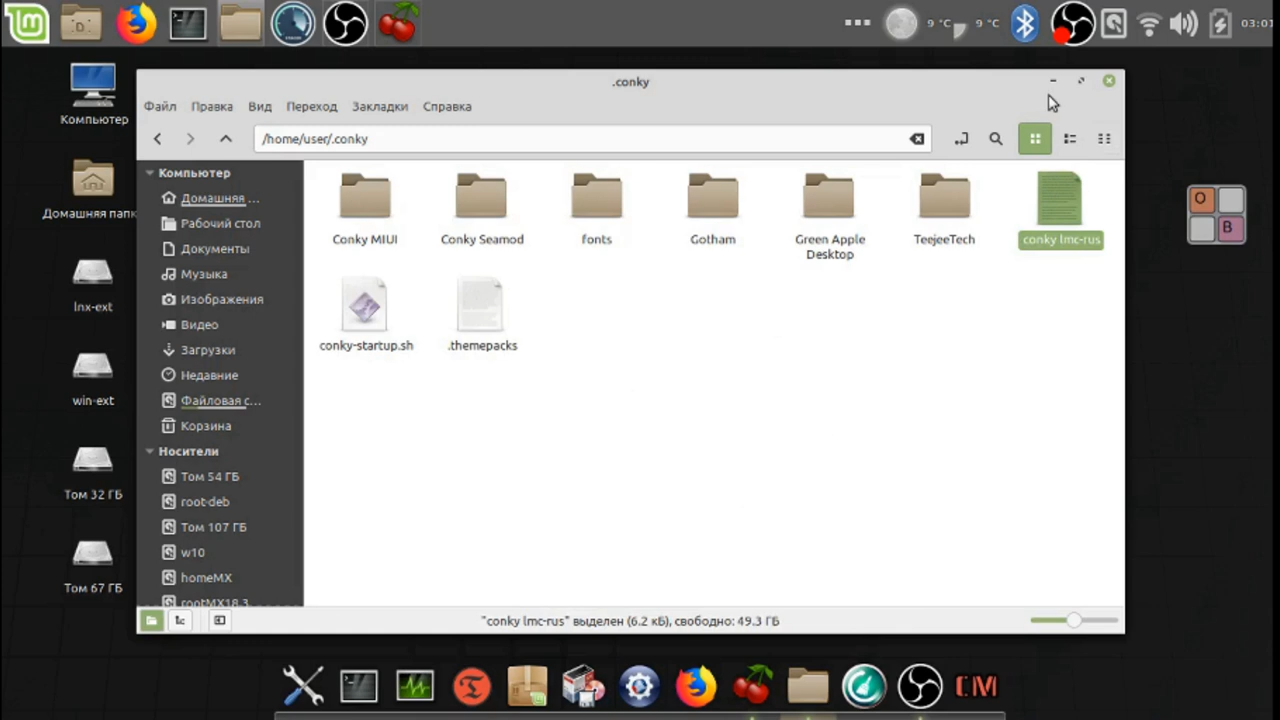 9 °C
9 °C
03:01
Компьютер
Домашняя папк
lnx-ext
win-ext
Том 32 ГБ
Том 67 ГБ
.conky
Файл Правка Вид Переход Закладки Справка
/home/user/.conky
Компьютер
Домашняя ...
Рабочий стол
Документы
Музыка
Изображения
Видео
Загрузки
Недавние
Файловая с...
Корзина
Носители
Том 54 ГБ
root-deb
Том 107 ГБ
w10
homeMX
rootMX18.3
Conky MIUI
Conky Seamod
fonts
Gotham
Green Apple
Desktop
TeejeeTech
conky lmc-rus
conky-startup.sh
.themepacks
"conky lmc-rus" выделен (6.2 кБ), свободно: 49.3 ГБ
O
B
CM